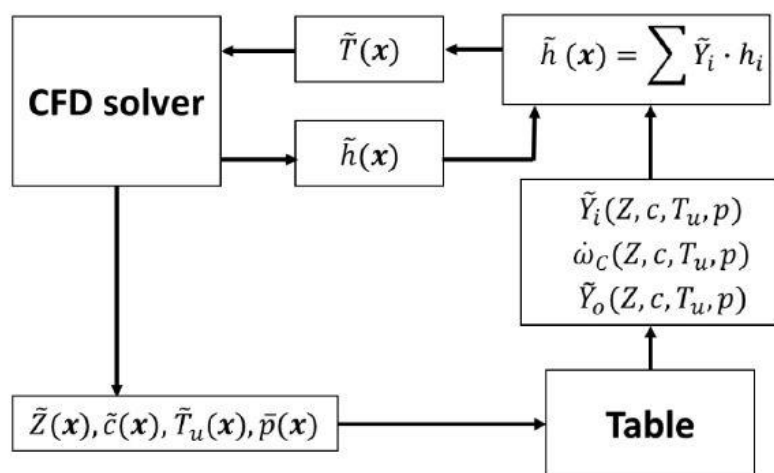 T̃(𝒙)
h̃ (𝒙) = ∑ Ỹᵢ · hᵢ
CFD solver
h̃(𝒙)
Ỹᵢ(Z, c, Tᵤ, p)
ω̇_C(Z, c, Tᵤ, p)
Ỹₒ(Z, c, Tᵤ, p)
Z̃(𝒙), c̃(𝒙), T̃ᵤ(𝒙), p̄(𝒙)
Table